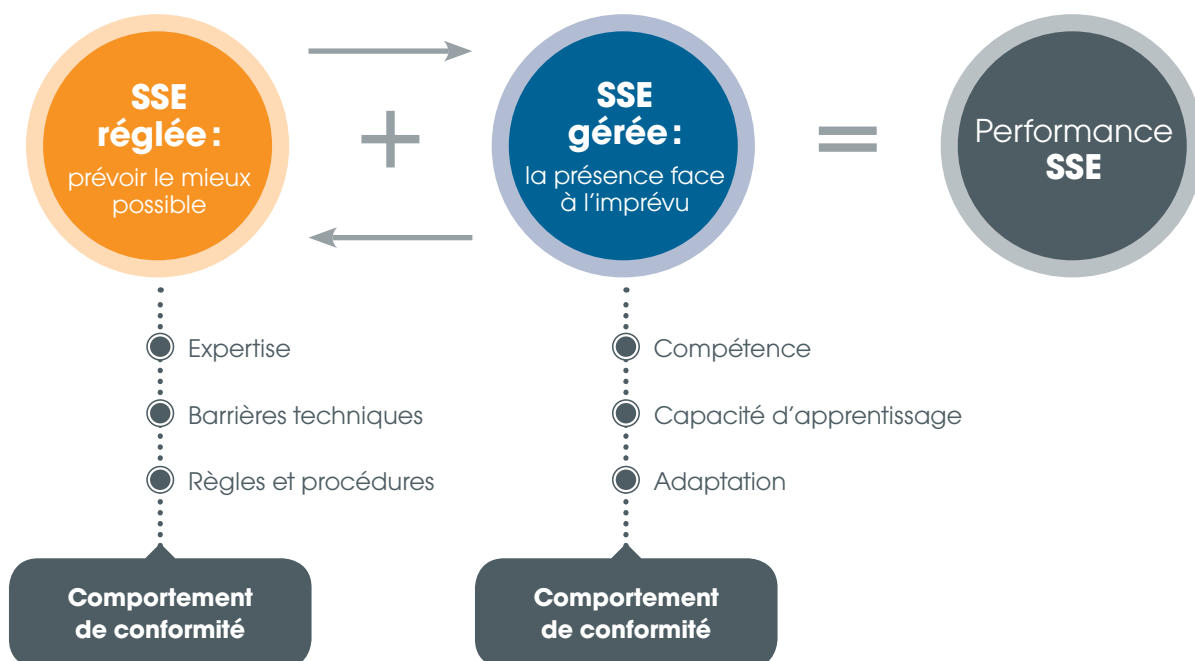 SSE
réglée :
prévoir le mieux
possible
+
SSE
gérée :
la présence face
à l’imprévu
=
Performance
SSE
Expertise
Barrières techniques
Règles et procédures
Comportement
de conformité
Compétence
Capacité d’apprentissage
Adaptation
Comportement
de conformité